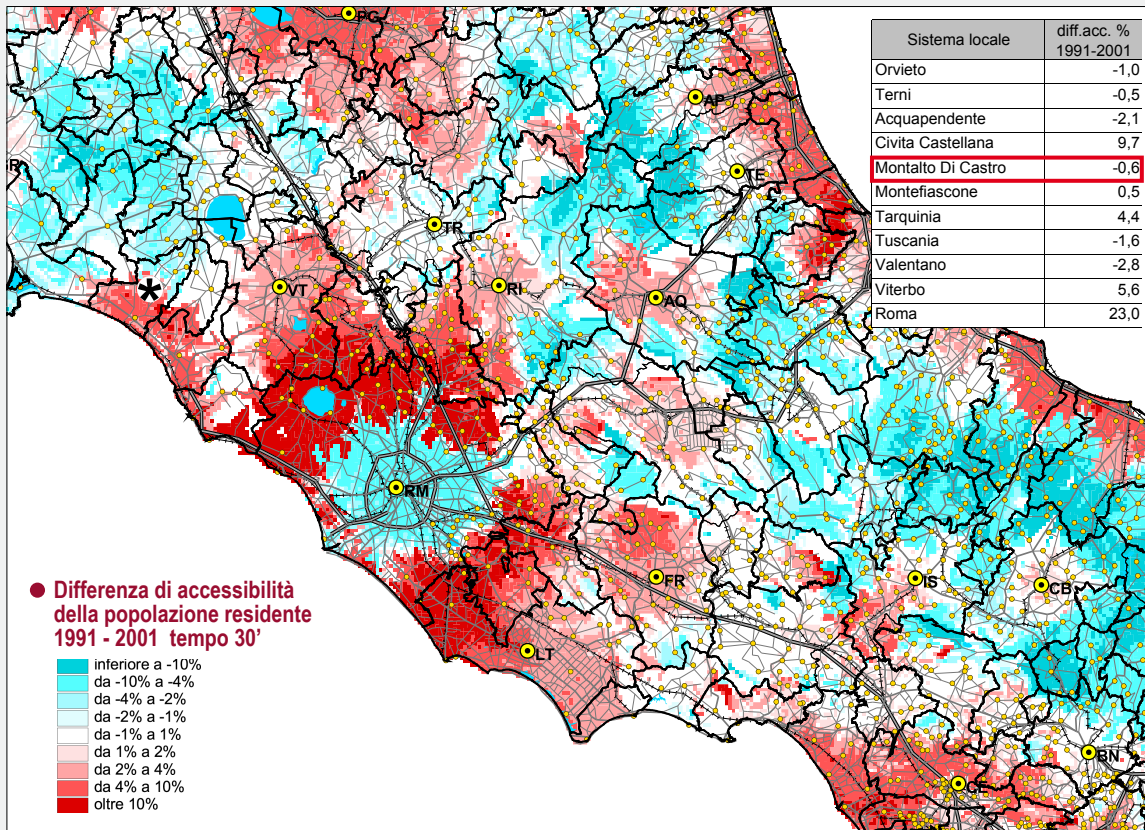 PG
AP
TE
TR
RI
AQ
VT
*
RM
FR
LT
IS
CB
BN
CE
Sistema locale
diff.acc. %
1991-2001
Orvieto -1,0
Terni -0,5
Acquapendente -2,1
Civita Castellana 9,7
Montalto Di Castro -0,6
Montefiascone 0,5
Tarquinia 4,4
Tuscania -1,6
Valentano -2,8
Viterbo 5,6
Roma 23,0
● Differenza di accessibilità
della popolazione residente
1991 - 2001 tempo 30'
inferiore a -10%
da -10% a -4%
da -4% a -2%
da -2% a -1%
da -1% a 1%
da 1% a 2%
da 2% a 4%
da 4% a 10%
oltre 10%